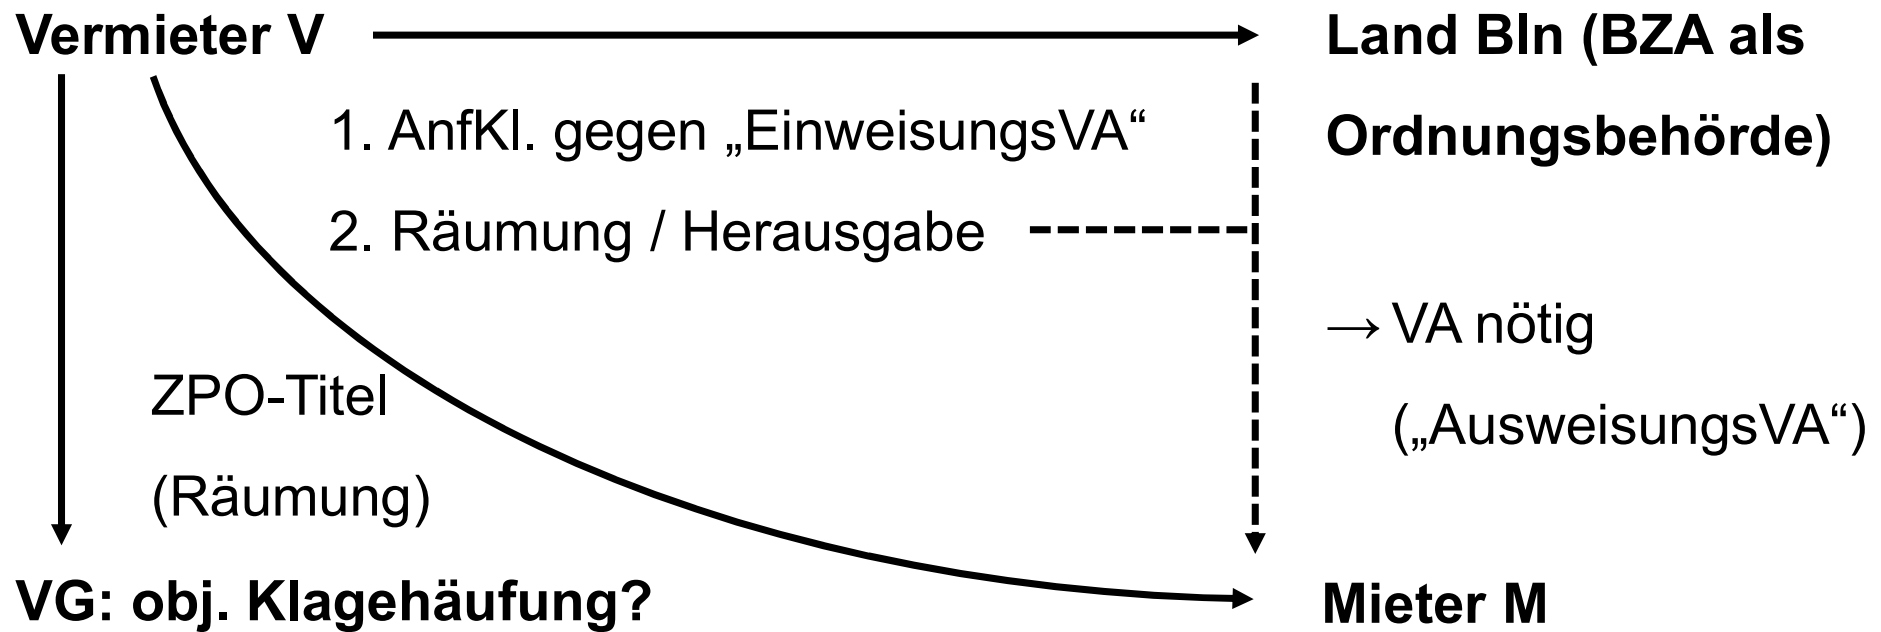 Vermieter V
Land Bln (BZA als
Ordnungsbehörde)
1. AnfKl. gegen „EinweisungsVA“
2. Räumung / Herausgabe
→ VA nötig
(„AusweisungsVA“)
ZPO-Titel
(Räumung)
VG: obj. Klagehäufung?
Mieter M